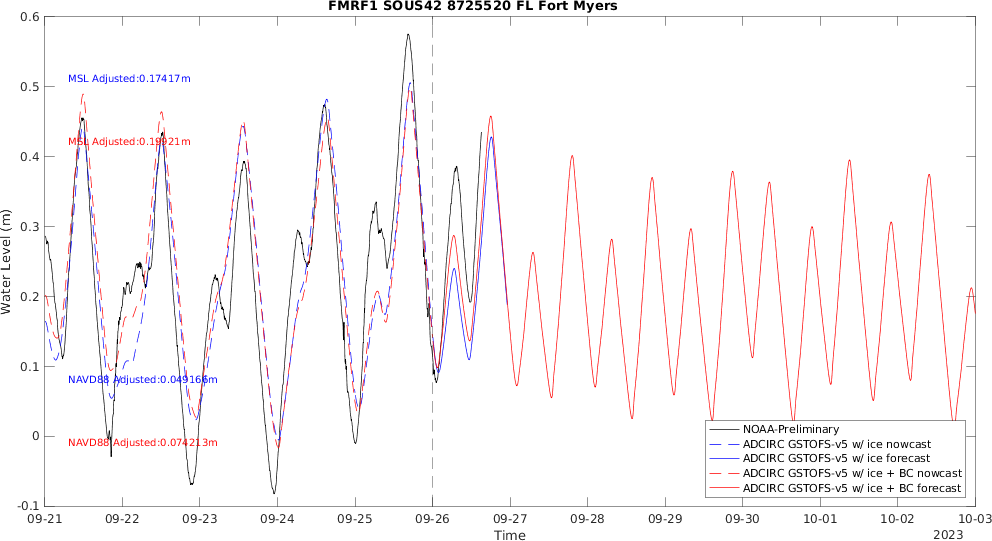 FMRF1 SOUS42 8725520 FL Fort Myers
0.6
0.5
0.4
0.3
0.2
0.1
0
-0.1
Water Level (m)
MSL Adjusted:0.17417m
MSL Adjusted:0.19921m
NAVD88 Adjusted:0.049166m
NAVD88 Adjusted:0.074213m
NOAA-Preliminary
ADCIRC GSTOFS-v5 w/ ice nowcast
ADCIRC GSTOFS-v5 w/ ice forecast
ADCIRC GSTOFS-v5 w/ ice + BC nowcast
ADCIRC GSTOFS-v5 w/ ice + BC forecast
09-21 09-22 09-23 09-24 09-25 09-26 09-27 09-28 09-29 09-30 10-01 10-02 10-03
Time
2023